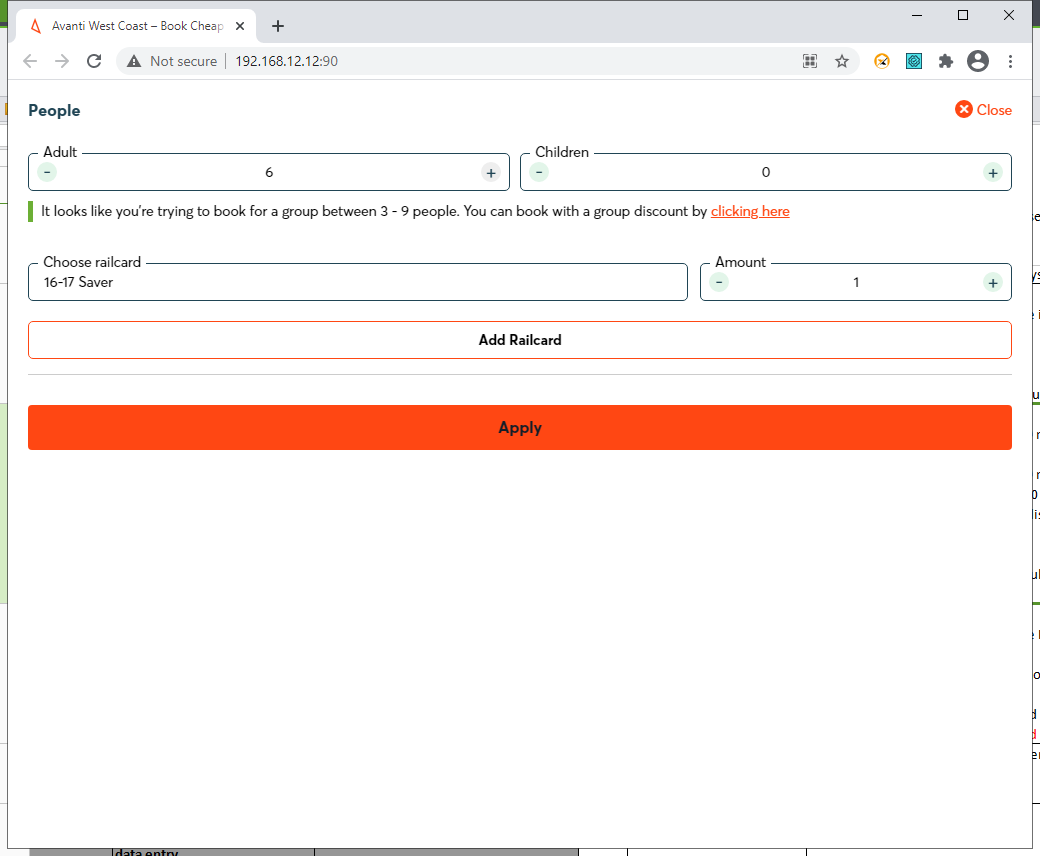 Avanti West Coast – Book Cheap
Not secure
192.168.12.12:90
People
Close
Adult
- 6 +
Children
- 0 +
It looks like you're trying to book for a group between 3 - 9 people. You can book with a group discount by clicking here
Choose railcard
16-17 Saver
Amount
- 1 +
Add Railcard
Apply
data entry